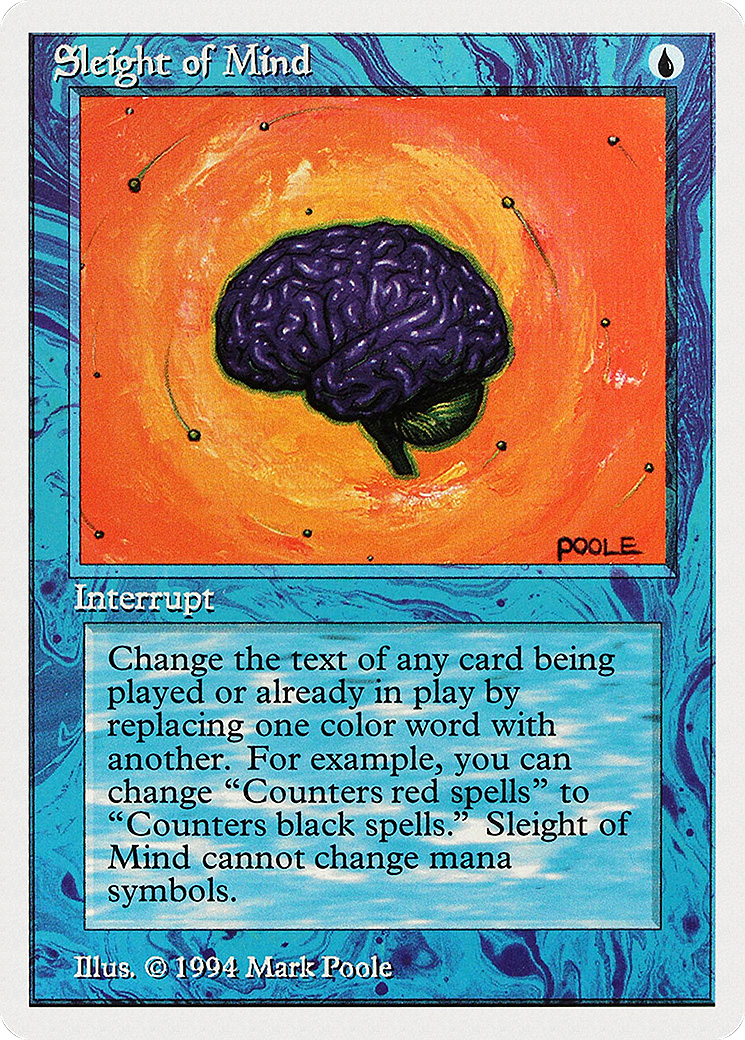 Sleight of Mind
POOLE
Interrupt
Change the text of any card being
played or already in play by
replacing one color word with
another. For example, you can
change “Counters red spells” to
“Counters black spells.” Sleight of
Mind cannot change mana
symbols.
Illus. © 1994 Mark Poole